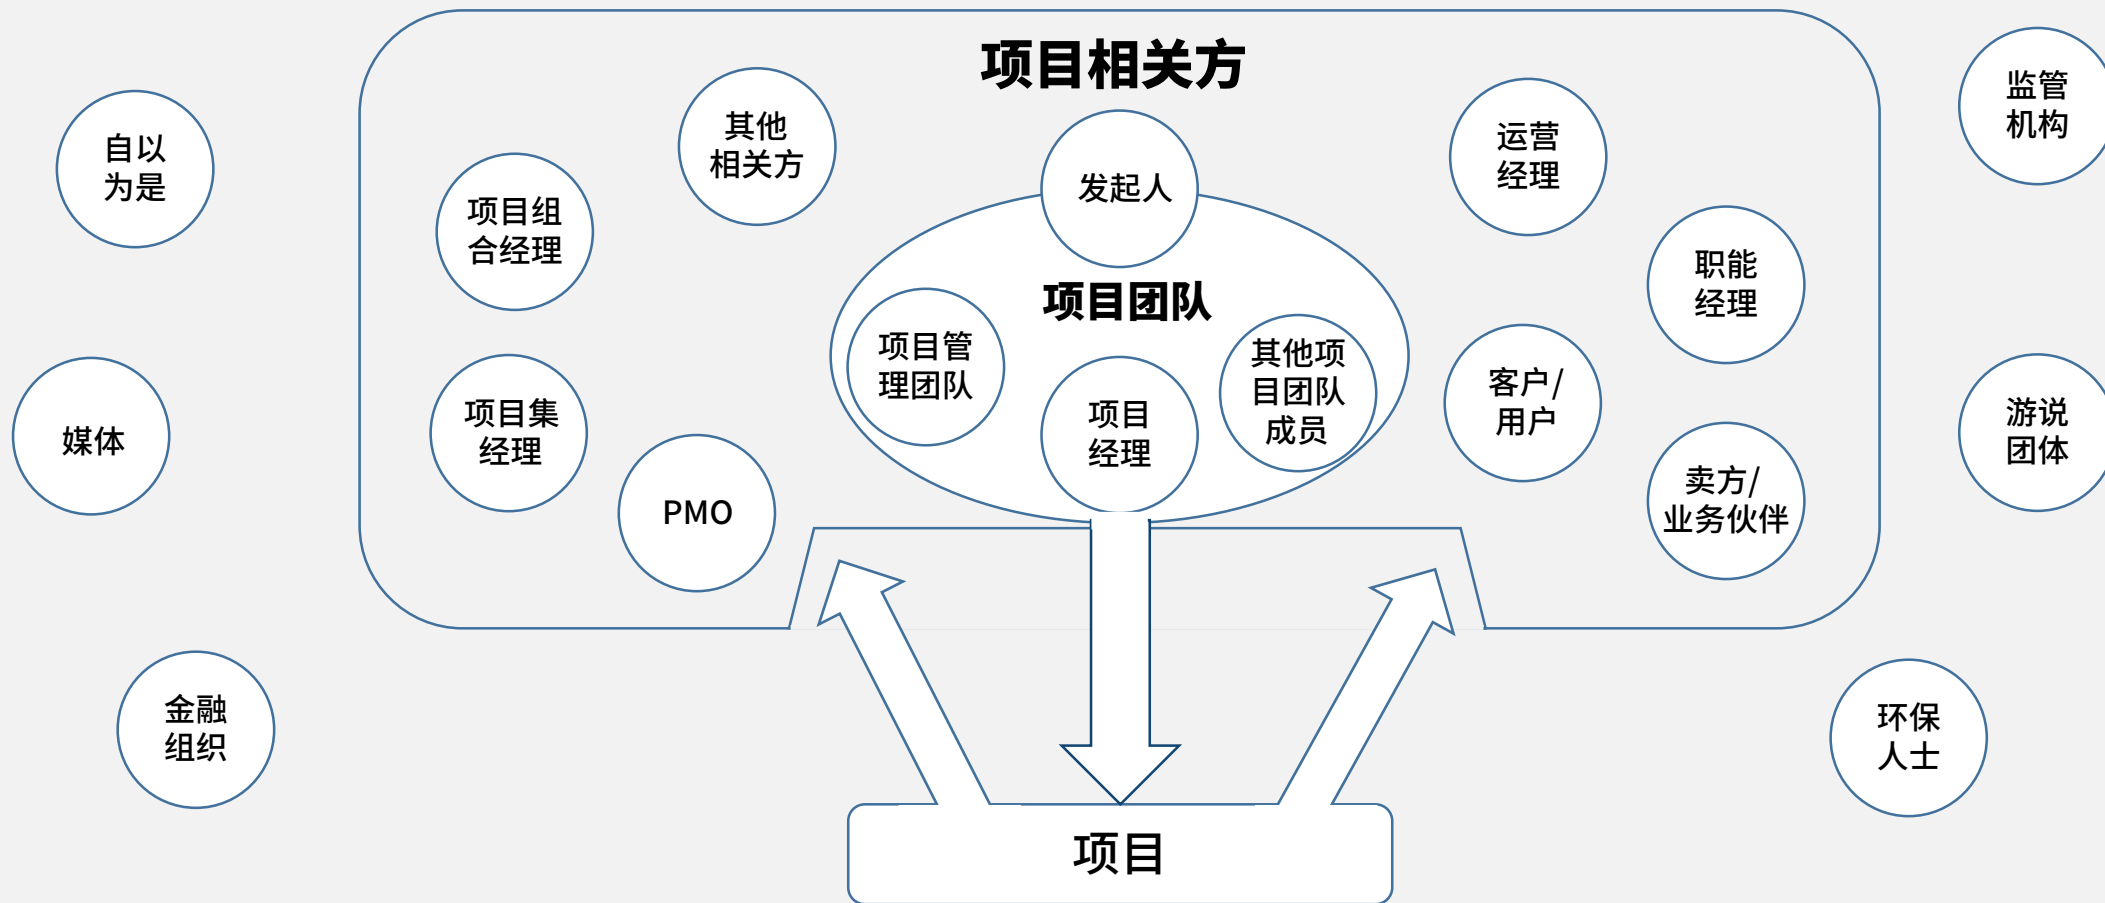 项目相关方
自以
为是
其他
相关方
项目组
合经理
发起人
运营
经理
监管
机构
职能
经理
项目团队
项目管
理团队
项目
经理
其他项
目团队
成员
客户/
用户
卖方/
业务伙伴
项目集
经理
PMO
媒体
游说
团体
金融
组织
环保
人士
项目